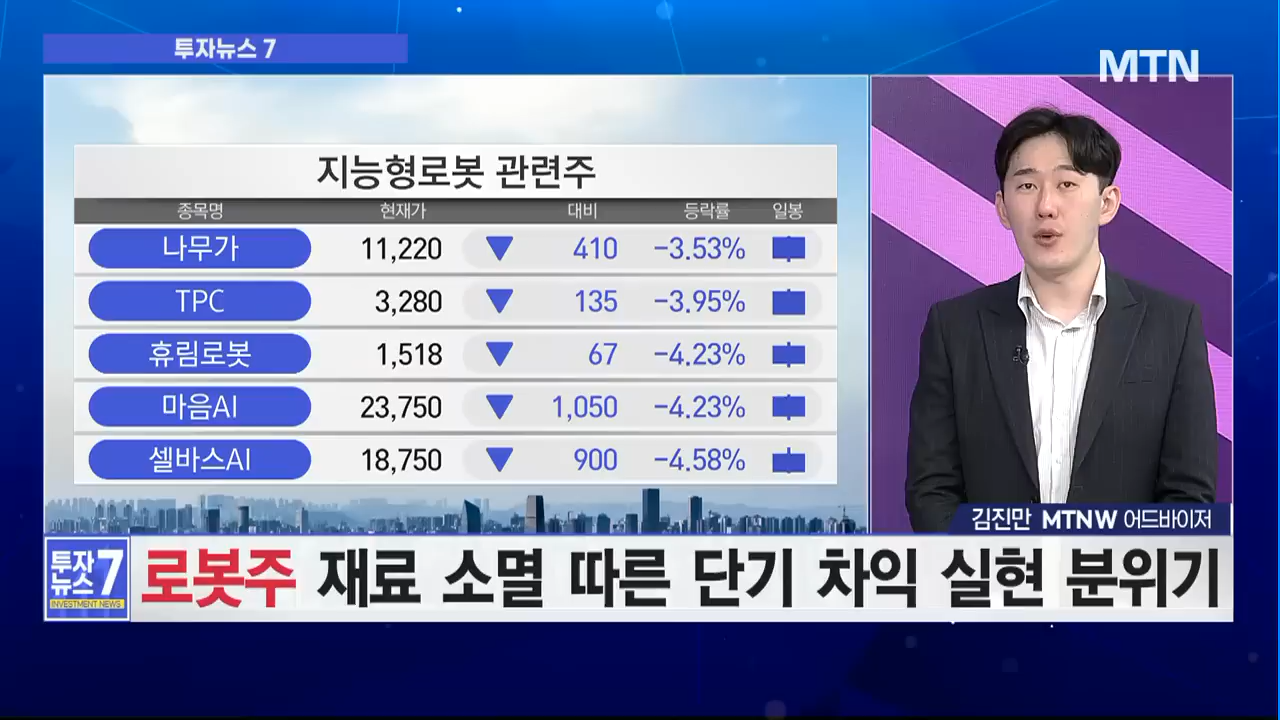 투자뉴스 7
MTN
지능형로봇 관련주
종목명 현재가 대비 등락률 일봉
나무가 11,220 ▼ 410 -3.53%
TPC 3,280 ▼ 135 -3.95%
휴림로봇 1,518 ▼ 67 -4.23%
마음AI 23,750 ▼ 1,050 -4.23%
셀바스AI 18,750 ▼ 900 -4.58%
김진만 MTNW 어드바이저
투자
뉴스 7
INVESTMENT NEWS
로봇주 재료 소멸 따른 단기 차익 실현 분위기